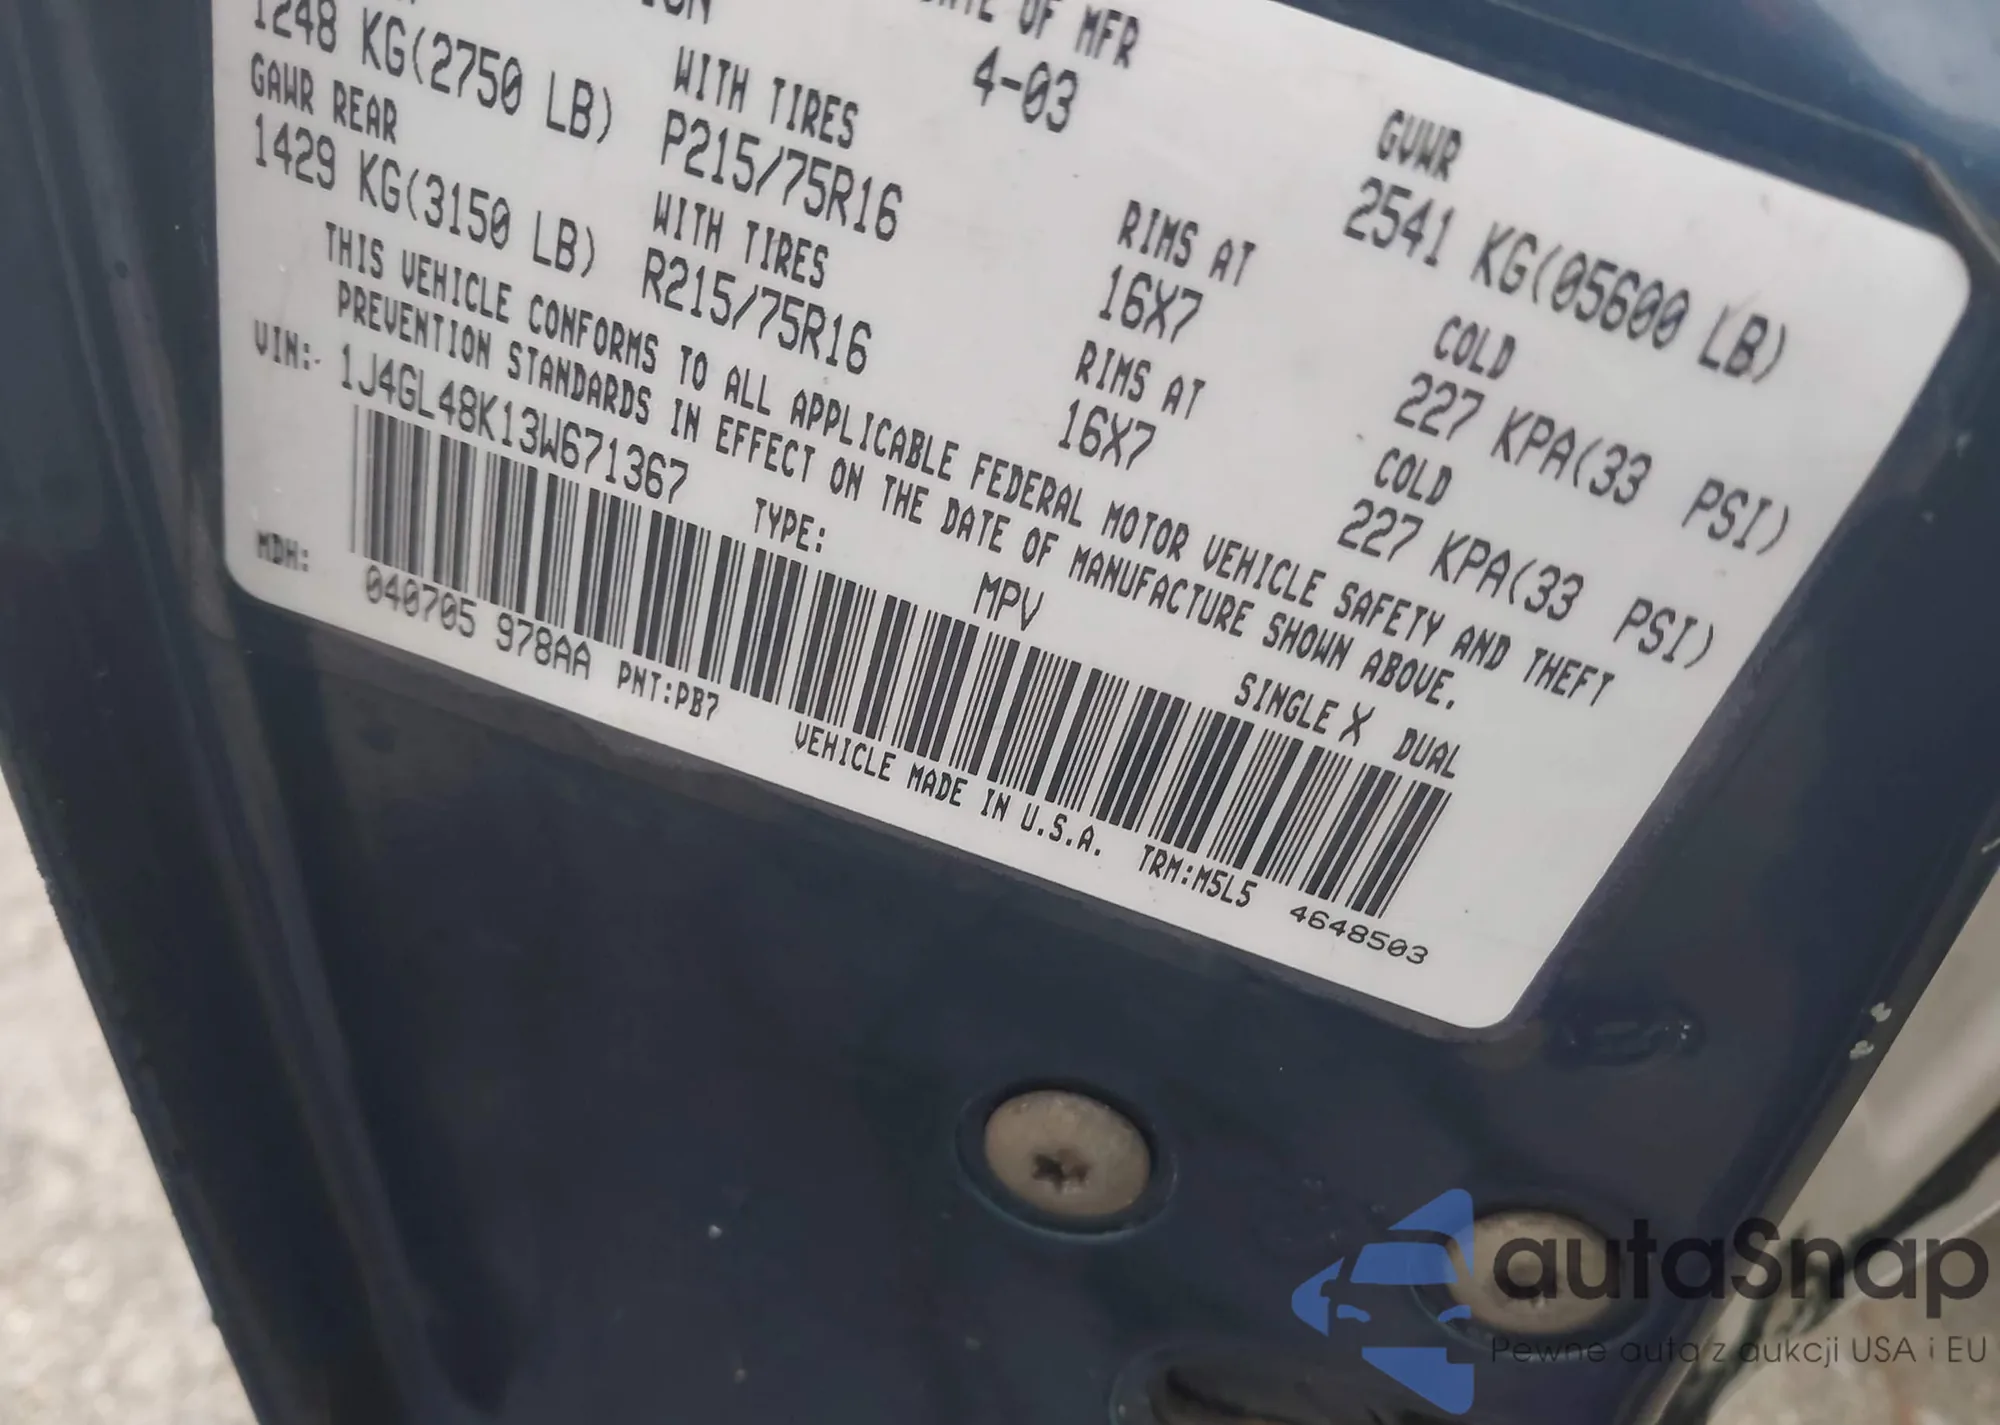 DATE OF MFR
4-03
GVWR
2541 KG(05600 LB)
1248 KG(2750 LB)
WITH TIRES
P215/75R16
RIMS AT
16X7
COLD
227 KPA(33 PSI)
GAWR REAR
1429 KG(3150 LB)
WITH TIRES
R215/75R16
RIMS AT
16X7
COLD
227 KPA(33 PSI)
THIS VEHICLE CONFORMS TO ALL APPLICABLE FEDERAL MOTOR VEHICLE SAFETY AND THEFT
PREVENTION STANDARDS IN EFFECT ON THE DATE OF MANUFACTURE SHOWN ABOVE.
VIN: 1J4GL48K13W671367
TYPE: MPV
SINGLE X DUAL
MDH: 040705 978AA
PNT:PB7
VEHICLE MADE IN U.S.A.
TRM:M5L5
4648503
autaSnap
Pewne auta z aukcji USA i EU